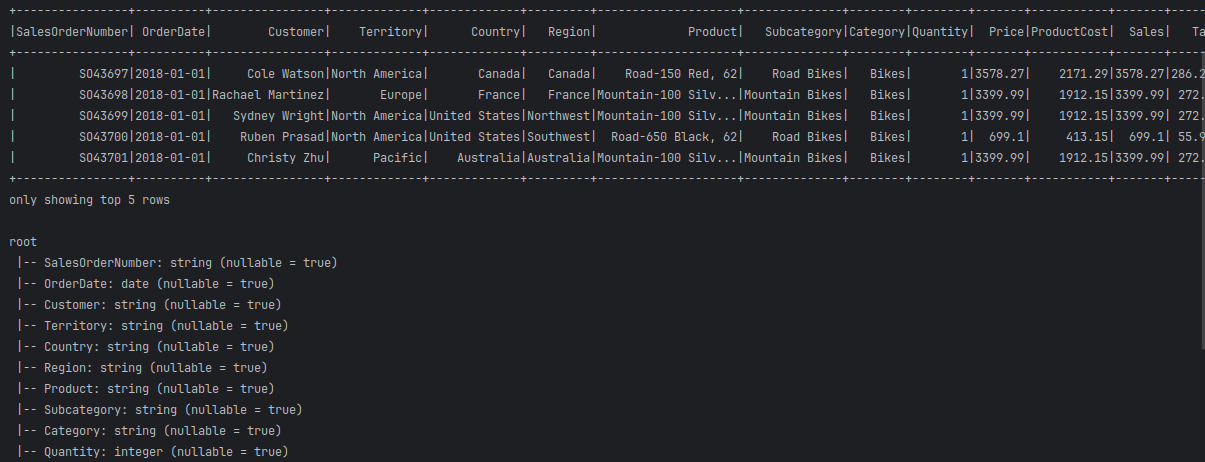 +----------------+----------+-----------------+-------------+-------------+---------+--------------------+--------------+--------+--------+-------+-----------+-------+-----
|SalesOrderNumber| OrderDate|         Customer|    Territory|      Country|   Region|             Product|   Subcategory|Category|Quantity|  Price|ProductCost|  Sales|   Ta
+----------------+----------+-----------------+-------------+-------------+---------+--------------------+--------------+--------+--------+-------+-----------+-------+-----
|         SO43697|2018-01-01|      Cole Watson|North America|       Canada|   Canada|    Road-150 Red, 62|    Road Bikes|   Bikes|       1|3578.27|    2171.29|3578.27|286.2
|         SO43698|2018-01-01|Rachael Martinez|       Europe|       France|   France|Mountain-100 Silv...|Mountain Bikes|   Bikes|       1|3399.99|    1912.15|3399.99| 272.
|         SO43699|2018-01-01|   Sydney Wright|North America|United States|Northwest|Mountain-100 Silv...|Mountain Bikes|   Bikes|       1|3399.99|    1912.15|3399.99| 272.
|         SO43700|2018-01-01|    Ruben Prasad|North America|United States|Southwest|  Road-650 Black, 62|    Road Bikes|   Bikes|       1|  699.1|     413.15|  699.1| 55.9
|         SO43701|2018-01-01|     Christy Zhu|      Pacific|    Australia|Australia|Mountain-100 Silv...|Mountain Bikes|   Bikes|       1|3399.99|    1912.15|3399.99| 272.
+----------------+----------+-----------------+-------------+-------------+---------+--------------------+--------------+--------+--------+-------+-----------+-------+-----
only showing top 5 rows
root
 |-- SalesOrderNumber: string (nullable = true)
 |-- OrderDate: date (nullable = true)
 |-- Customer: string (nullable = true)
 |-- Territory: string (nullable = true)
 |-- Country: string (nullable = true)
 |-- Region: string (nullable = true)
 |-- Product: string (nullable = true)
 |-- Subcategory: string (nullable = true)
 |-- Category: string (nullable = true)
 |-- Quantity: integer (nullable = true)